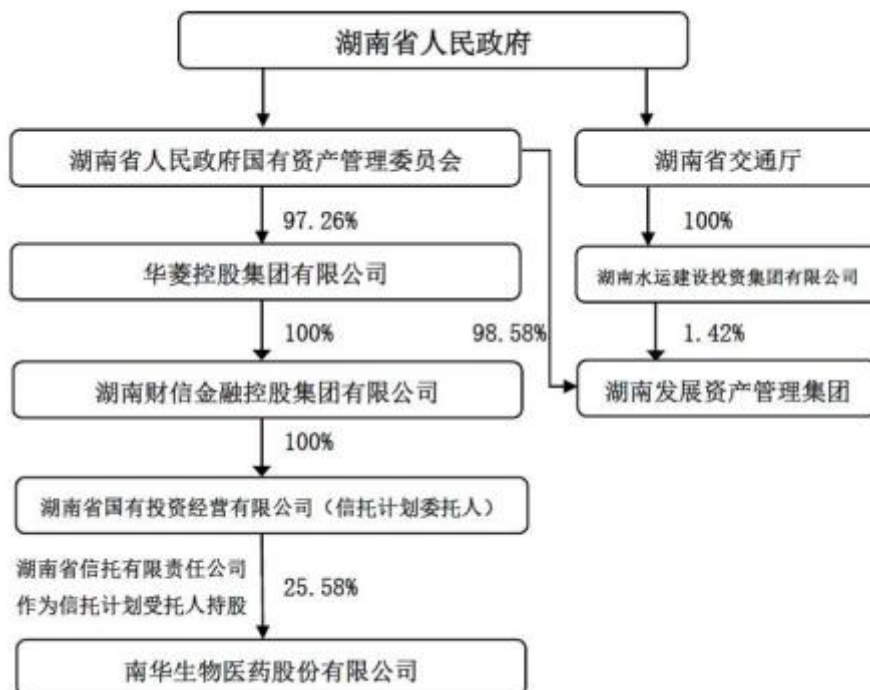 湖南省人民政府
湖南省人民政府国有资产管理委员会
湖南省交通厅
97.26%
100%
华菱控股集团有限公司
湖南水运建设投资集团有限公司
100%
98.58%
1.42%
湖南财信金融控股集团有限公司
湖南发展资产管理集团
100%
湖南省国有投资经营有限公司（信托计划委托人）
湖南省信托有限责任公司
作为信托计划受托人持股
25.58%
南华生物医药股份有限公司